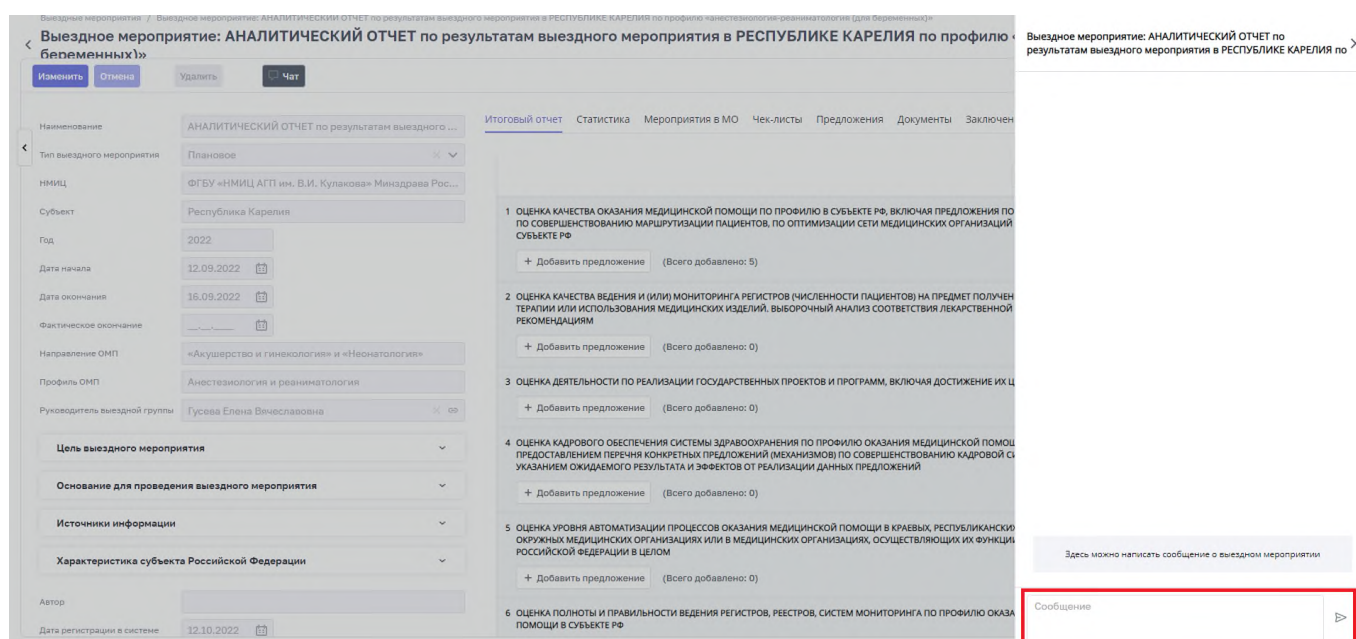 Выездные мероприятия / Выездное мероприятие: АНАЛИТИЧЕСКИЙ ОТЧЕТ по результатам выездного мероприятия в РЕСПУБЛИКЕ КАРЕЛИЯ по профилю «анестезиология-реаниматология (для беременных)»
Выездное мероприятие: АНАЛИТИЧЕСКИЙ ОТЧЕТ по результатам выездного мероприятия в РЕСПУБЛИКЕ КАРЕЛИЯ по профилю «
беременных)»
Изменить Отмена Удалить Чат
Наименование АНАЛИТИЧЕСКИЙ ОТЧЕТ по результатам выездного ...
Тип выездного мероприятия Плановое
НМИЦ ФГБУ «НМИЦ АГП им. В.И. Кулакова» Минздрава Рос...
Субъект Республика Карелия
Год 2022
Дата начала 12.09.2022
Дата окончания 16.09.2022
Фактическое окончание __.__.____
Направление ОМП «Акушерство и гинекология» и «Неонатология»
Профиль ОМП Анестезиология и реаниматология
Руководитель выездной группы Гусева Елена Вячеславовна
Цель выездного мероприятия
Основание для проведения выездного мероприятия
Источники информации
Характеристика субъекта Российской Федерации
Автор
Дата регистрации в системе 12.10.2022
Итоговый отчет Статистика Мероприятия в МО Чек-листы Предложения Документы Заключен
1 ОЦЕНКА КАЧЕСТВА ОКАЗАНИЯ МЕДИЦИНСКОЙ ПОМОЩИ ПО ПРОФИЛЮ В СУБЪЕКТЕ РФ, ВКЛЮЧАЯ ПРЕДЛОЖЕНИЯ ПО
ПО СОВЕРШЕНСТВОВАНИЮ МАРШРУТИЗАЦИИ ПАЦИЕНТОВ, ПО ОПТИМИЗАЦИИ СЕТИ МЕДИЦИНСКИХ ОРГАНИЗАЦИЙ
СУБЪЕКТЕ РФ
+ Добавить предложение (Всего добавлено: 5)
2 ОЦЕНКА КАЧЕСТВА ВЕДЕНИЯ И (ИЛИ) МОНИТОРИНГА РЕГИСТРОВ (ЧИСЛЕННОСТИ ПАЦИЕНТОВ) НА ПРЕДМЕТ ПОЛУЧЕН
ТЕРАПИИ ИЛИ ИСПОЛЬЗОВАНИЯ МЕДИЦИНСКИХ ИЗДЕЛИЙ. ВЫБОРОЧНЫЙ АНАЛИЗ СООТВЕТСТВИЯ ЛЕКАРСТВЕННОЙ
РЕКОМЕНДАЦИЯМ
+ Добавить предложение (Всего добавлено: 0)
3 ОЦЕНКА ДЕЯТЕЛЬНОСТИ ПО РЕАЛИЗАЦИИ ГОСУДАРСТВЕННЫХ ПРОЕКТОВ И ПРОГРАММ, ВКЛЮЧАЯ ДОСТИЖЕНИЕ ИХ Ц
+ Добавить предложение (Всего добавлено: 0)
4 ОЦЕНКА КАДРОВОГО ОБЕСПЕЧЕНИЯ СИСТЕМЫ ЗДРАВООХРАНЕНИЯ ПО ПРОФИЛЮ ОКАЗАНИЯ МЕДИЦИНСКОЙ ПОМОЩ
ПРЕДОСТАВЛЕНИЕМ ПЕРЕЧНЯ КОНКРЕТНЫХ ПРЕДЛОЖЕНИЙ (МЕХАНИЗМОВ) ПО СОВЕРШЕНСТВОВАНИЮ КАДРОВОЙ С
УКАЗАНИЕМ ОЖИДАЕМОГО РЕЗУЛЬТАТА И ЭФФЕКТОВ ОТ РЕАЛИЗАЦИИ ДАННЫХ ПРЕДЛОЖЕНИЙ
+ Добавить предложение (Всего добавлено: 0)
5 ОЦЕНКА УРОВНЯ АВТОМАТИЗАЦИИ ПРОЦЕССОВ ОКАЗАНИЯ МЕДИЦИНСКОЙ ПОМОЩИ В КРАЕВЫХ, РЕСПУБЛИКАНСКИ
ОКРУЖНЫХ МЕДИЦИНСКИХ ОРГАНИЗАЦИЯХ ИЛИ В МЕДИЦИНСКИХ ОРГАНИЗАЦИЯХ, ОСУЩЕСТВЛЯЮЩИХ ИХ ФУНКЦИ
РОССИЙСКОЙ ФЕДЕРАЦИИ В ЦЕЛОМ
+ Добавить предложение (Всего добавлено: 0)
6 ОЦЕНКА ПОЛНОТЫ И ПРАВИЛЬНОСТИ ВЕДЕНИЯ РЕГИСТРОВ, РЕЕСТРОВ, СИСТЕМ МОНИТОРИНГА ПО ПРОФИЛЮ ОКАЗА
ПОМОЩИ В СУБЪЕКТЕ РФ
Выездное мероприятие: АНАЛИТИЧЕСКИЙ ОТЧЕТ по
результатам выездного мероприятия в РЕСПУБЛИКЕ КАРЕЛИЯ по
Здесь можно написать сообщение о выездном мероприятии
Сообщение